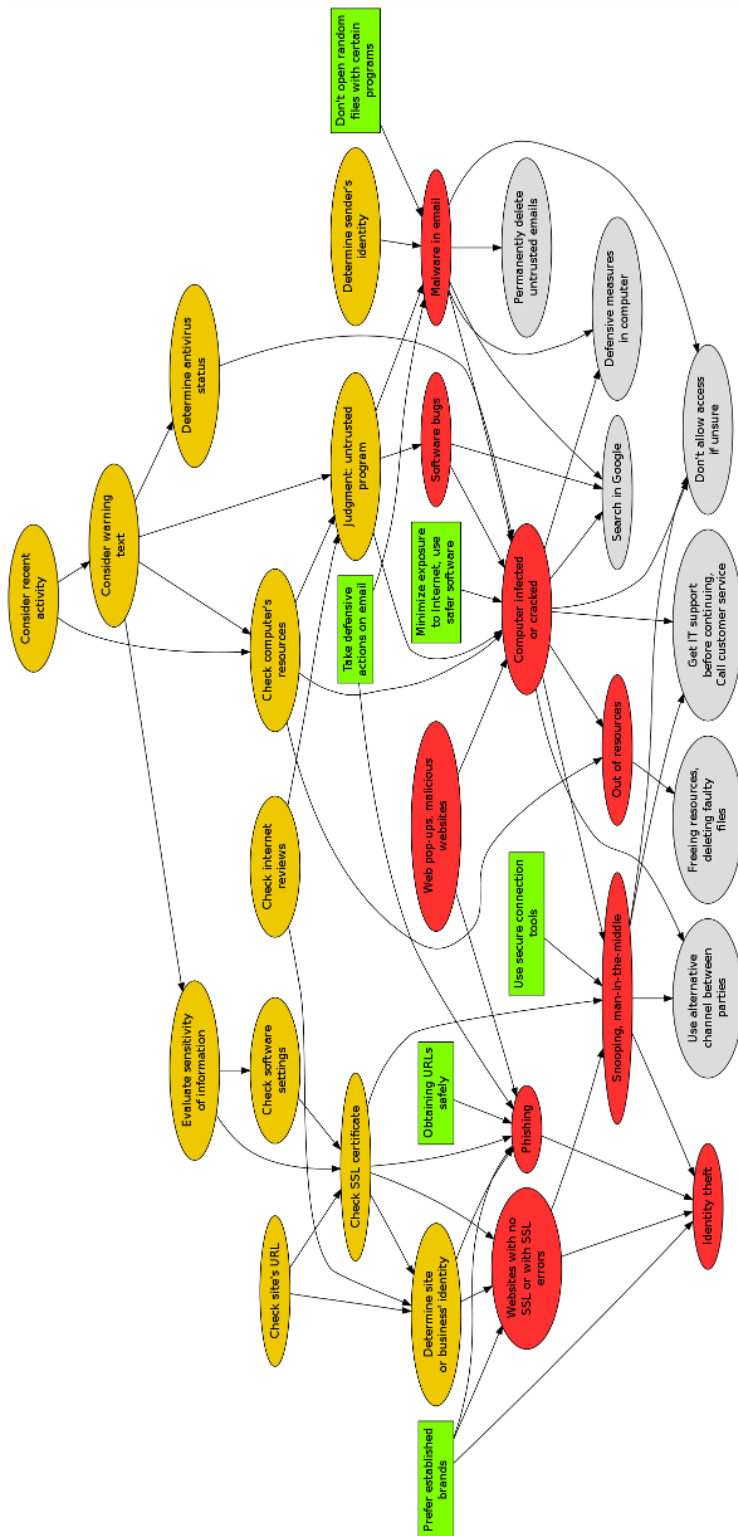 Consider recent
activity
Consider warning
text
Determine antivirus
status
Evaluate sensitivity
of information
Check site's URL
Check software
settings
Check internet
reviews
Check computer's
resources
Check SSL certificate
Take defensive
actions on email
Judgment: untrusted
program
Determine sender's
identity
Don't open random
files with certain
programs
Prefer established
brands
Determine site
or business' identity
Obtaining URLs
safely
Web pop-ups, malicious
websites
Minimize exposure
to Internet, use
safer software
Software bugs
Malware in email
Websites with no
SSL or with SSL
errors
Phishing
Use secure connection
tools
Computer infected
or cracked
Permanently delete
untrusted emails
Snooping, man-in-the-middle
Out of resources
Search in Google
Defensive measures
in computer
Identity theft
Use alternative
channel between
parties
Freeing resources,
deleting faulty
files
Get IT support
before continuing,
Call customer service
Don't allow access
if unsure